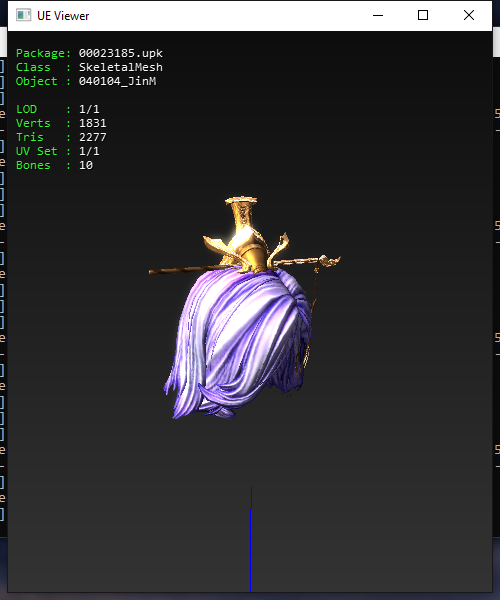 UE Viewer
Package: 00023185.upk
Class  : SkeletalMesh
Object : 040104_JinM
LOD    : 1/1
Verts  : 1831
Tris   : 2277
UV Set : 1/1
Bones  : 10